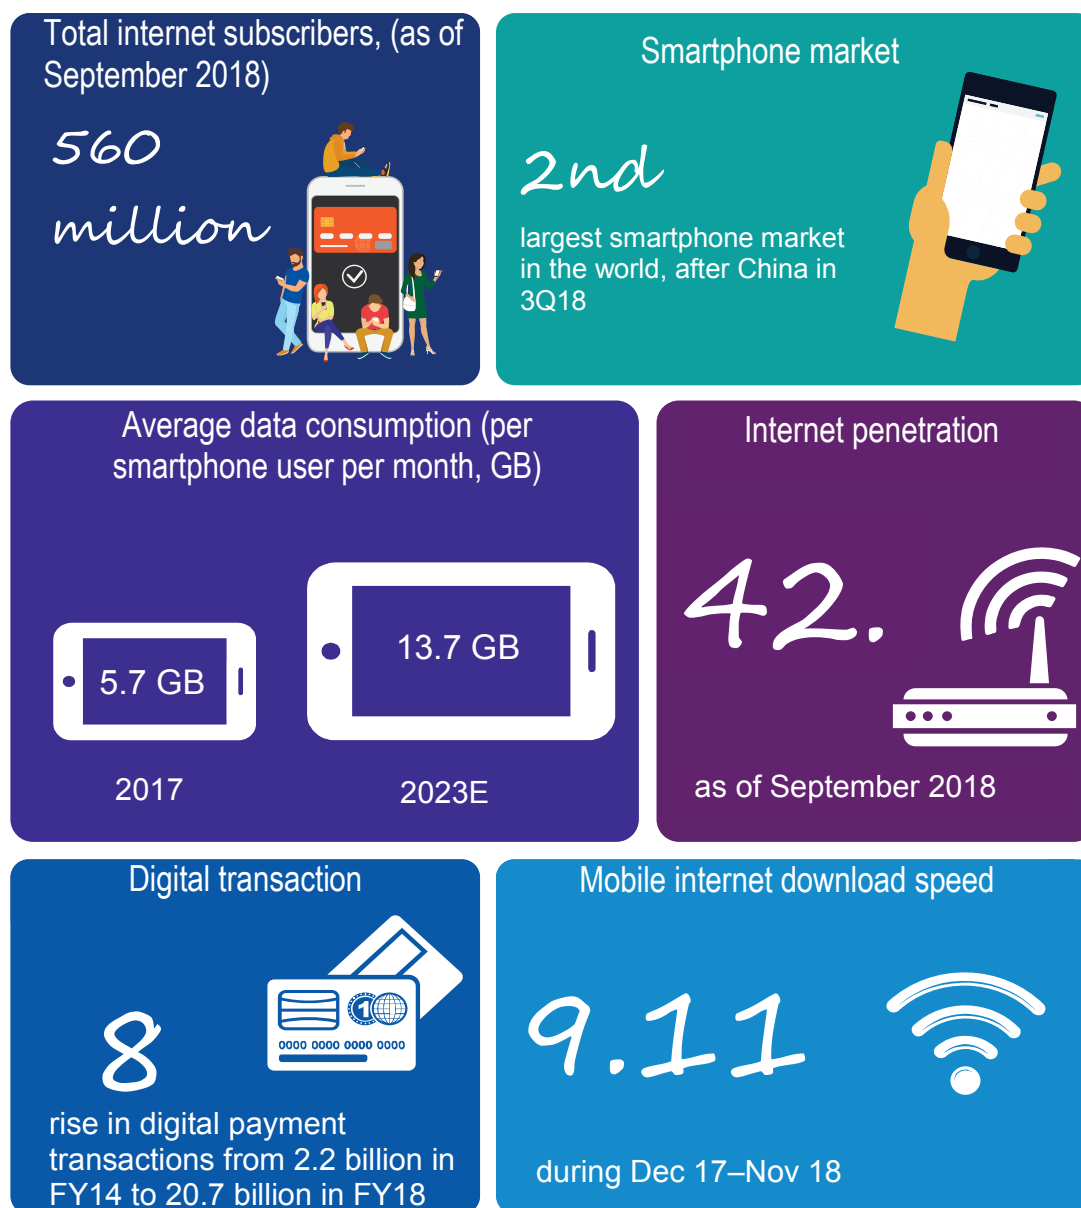 Total internet subscribers, (as of
September 2018)
560
million
Smartphone market
2nd
largest smartphone market
in the world, after China in
3Q18
Average data consumption (per
smartphone user per month, GB)
5.7 GB
2017
13.7 GB
2023E
Internet penetration
42.
as of September 2018
Digital transaction
8
0000 0000 0000 0000
1
rise in digital payment
transactions from 2.2 billion in
FY14 to 20.7 billion in FY18
Mobile internet download speed
9.11
during Dec 17–Nov 18